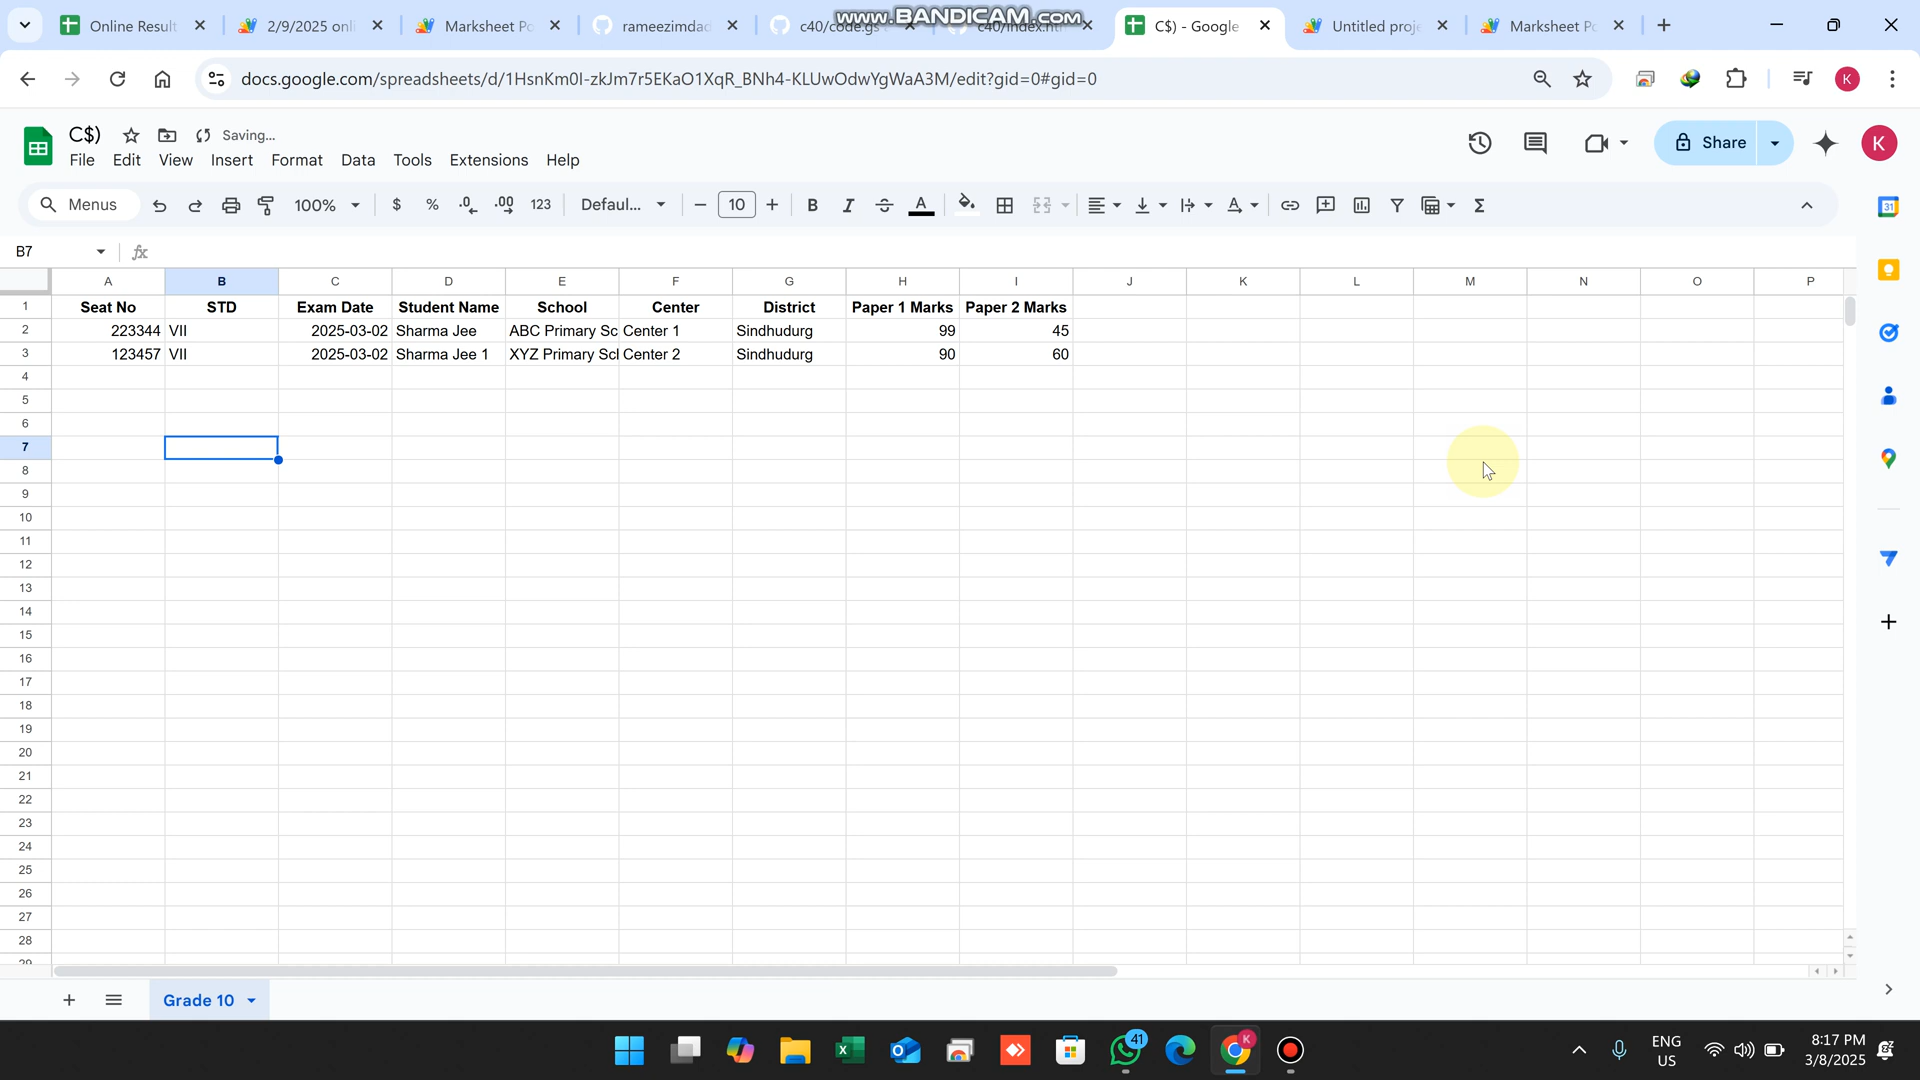 Online Result
2/9/2025 onli
Marksheet Po
rameezimdad
c40/code.gs
c40/index.html
C$) - Google
Untitled proje
Marksheet Po
www.BANDICAM.com
docs.google.com/spreadsheets/d/1HsnKm0I-zkJm7r5EKaO1XqR_BNh4-KLUwOdwYgWaA3M/edit?gid=0#gid=0
K
C$)
Saving...
File Edit View Insert Format Data Tools Extensions Help
Share
K
Menus
100%
$ % .0 .00 123
Defaul...
10
B I A
31
B7
fx
A B C D E F G H I J K L M N O P
1 Seat No STD Exam Date Student Name School Center District Paper 1 Marks Paper 2 Marks
2 223344 VII 2025-03-02 Sharma Jee ABC Primary Sc Center 1 Sindhudurg 99 45
3 123457 VII 2025-03-02 Sharma Jee 1 XYZ Primary Scl Center 2 Sindhudurg 90 60
4
5
6
7
8
9
10
11
12
13
14
15
16
17
18
19
20
21
22
23
24
25
26
27
28
29
Grade 10
41
K
ENG
US
8:17 PM
3/8/2025